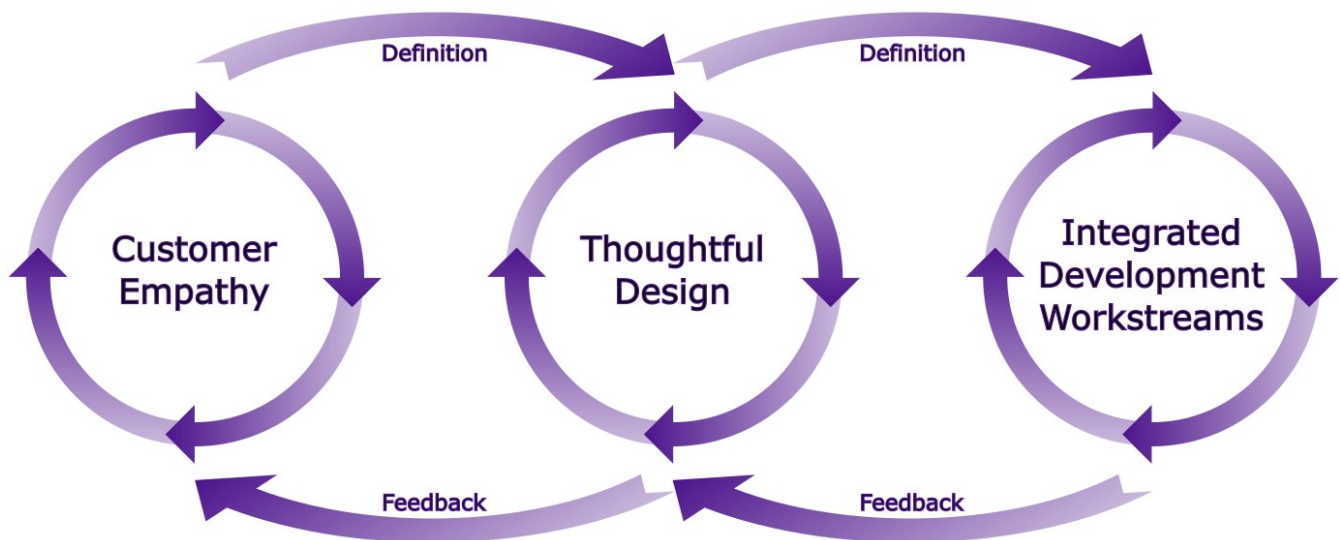 Definition
Definition
Customer
Empathy
Thoughtful
Design
Integrated
Development
Workstreams
Feedback
Feedback